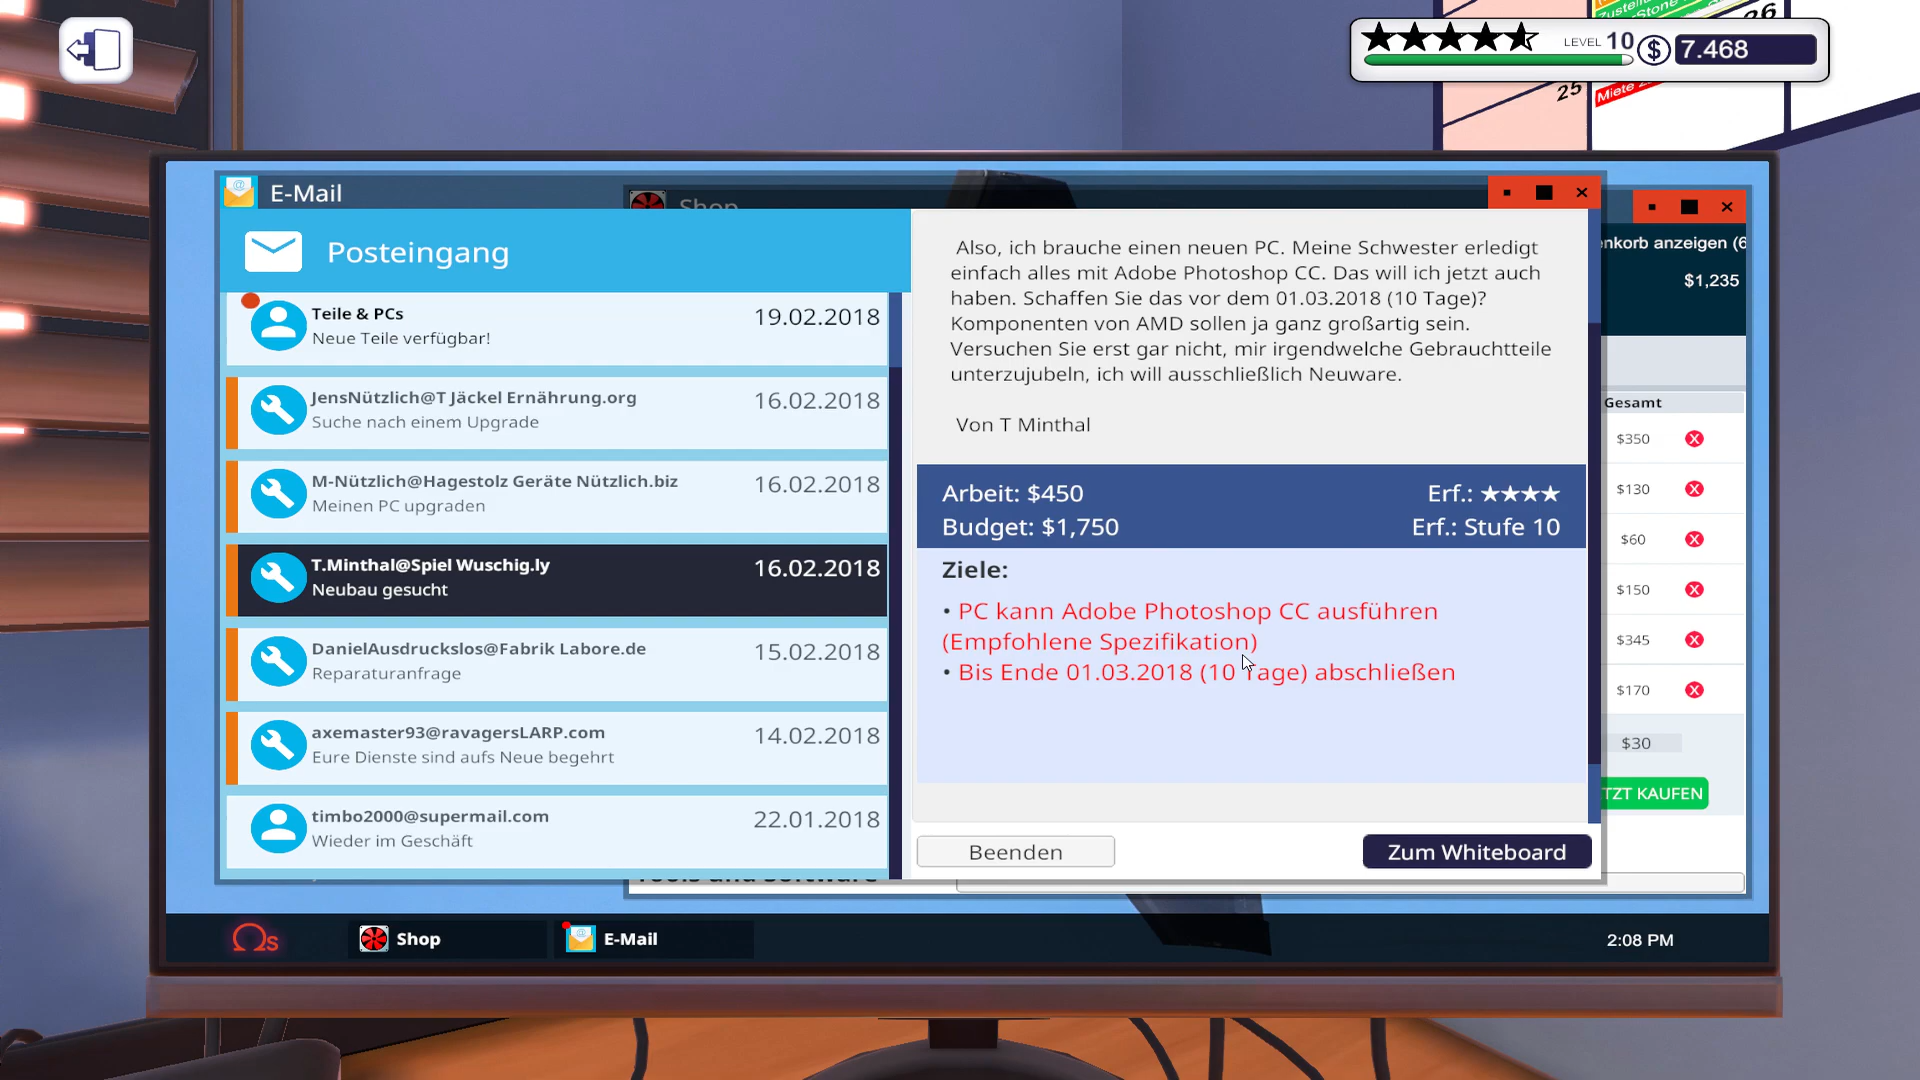 LEVEL 10
7.468
26
25
Miete
E-Mail
Shop
Posteingang
Teile & PCs
19.02.2018
Neue Teile verfügbar!
JensNützlich@T Jäckel Ernährung.org
16.02.2018
Suche nach einem Upgrade
M-Nützlich@Hagestolz Geräte Nützlich.biz
16.02.2018
Meinen PC upgraden
T.Minthal@Spiel Wuschig.ly
16.02.2018
Neubau gesucht
DanielAusdruckslos@Fabrik Labore.de
15.02.2018
Reparaturanfrage
axemaster93@ravagersLARP.com
14.02.2018
Eure Dienste sind aufs Neue begehrt
timbo2000@supermail.com
22.01.2018
Wieder im Geschäft
Also, ich brauche einen neuen PC. Meine Schwester erledigt
einfach alles mit Adobe Photoshop CC. Das will ich jetzt auch
haben. Schaffen Sie das vor dem 01.03.2018 (10 Tage)?
Komponenten von AMD sollen ja ganz großartig sein.
Versuchen Sie erst gar nicht, mir irgendwelche Gebrauchtteile
unterzujubeln, ich will ausschließlich Neuware.
Von T Minthal
Arbeit: $450
Erf.: ★★★★
Budget: $1,750
Erf.: Stufe 10
Ziele:
• PC kann Adobe Photoshop CC ausführen
(Empfohlene Spezifikation)
• Bis Ende 01.03.2018 (10 Tage) abschließen
Beenden
Zum Whiteboard
nkorb anzeigen (6
$1,235
Gesamt
$350
$130
$60
$150
$345
$170
$30
TZT KAUFEN
Tools and Software
Shop
E-Mail
2:08 PM